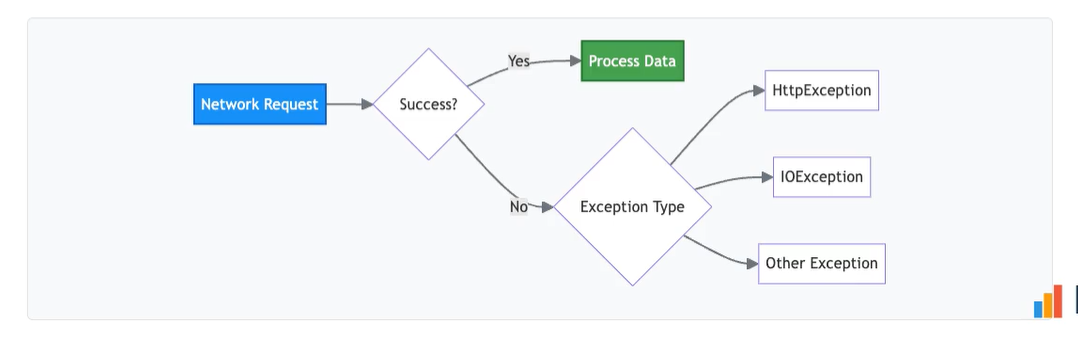 Network Request
Success?
Yes
Process Data
No
Exception Type
HttpException
IOException
Other Exception